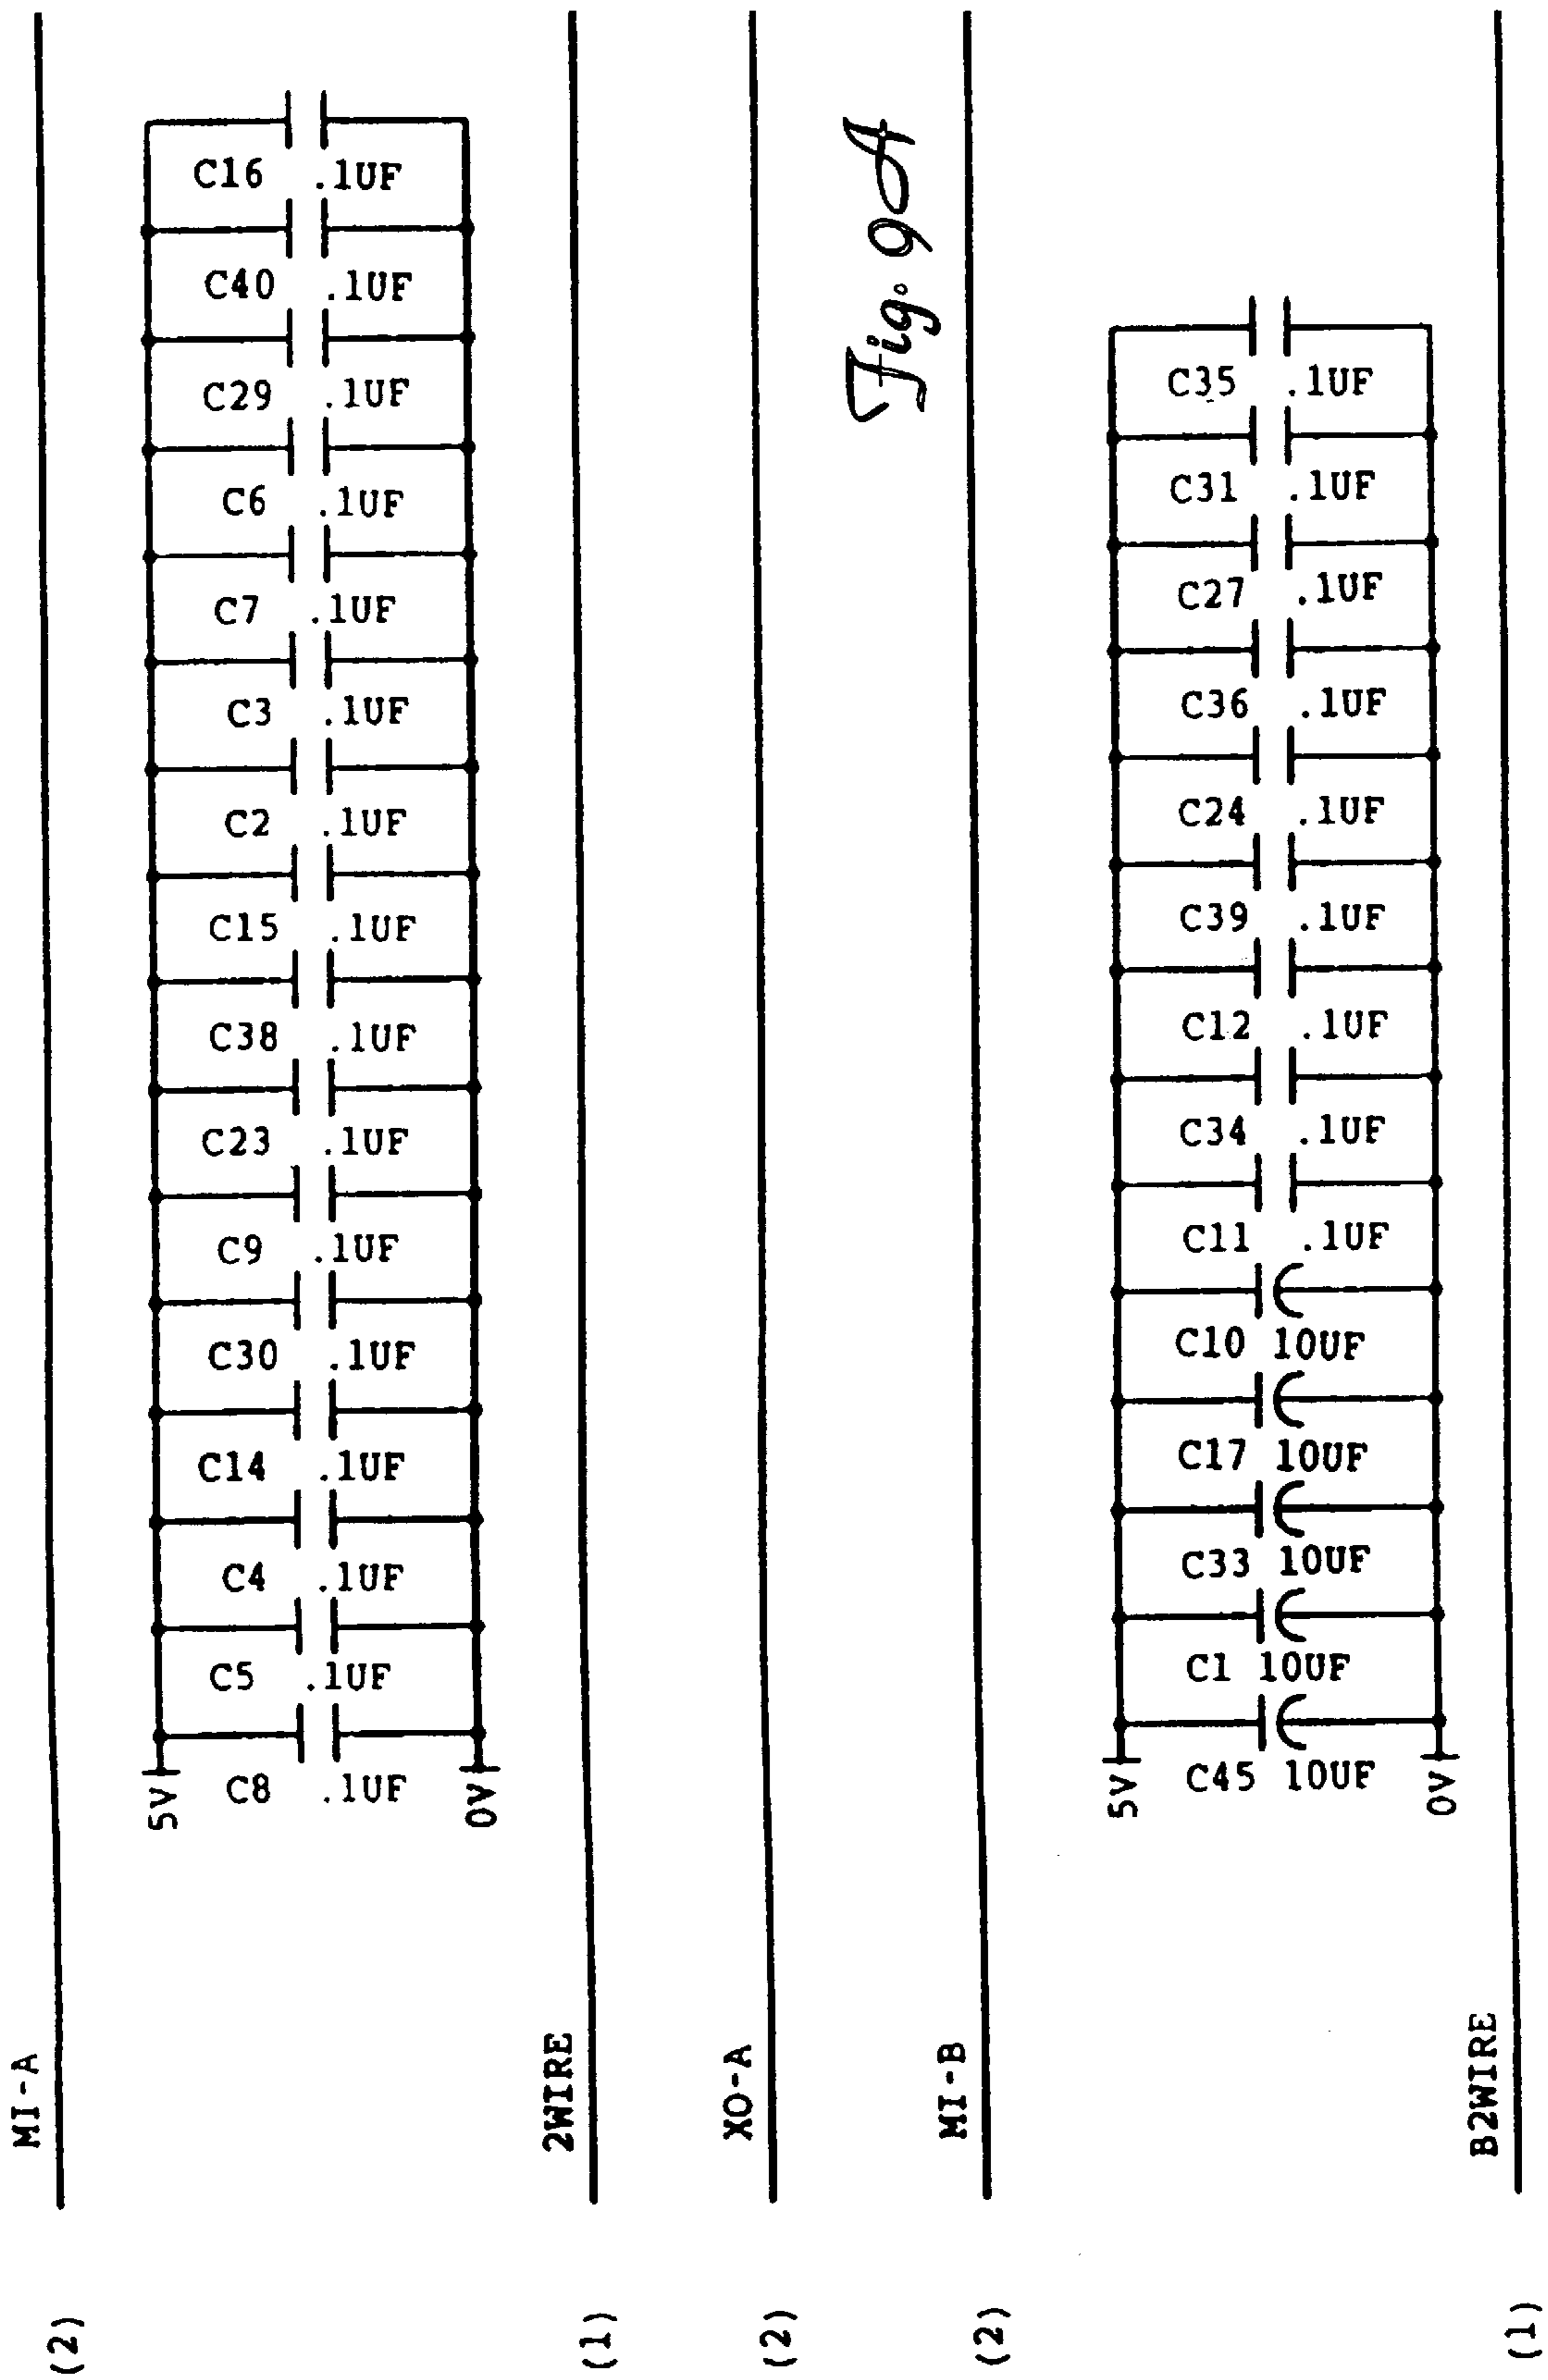 MI-A
(2)
C16 .1UF
C40 .1UF
C29 .1UF
C6 .1UF
C7 .1UF
C3 .1UF
C2 .1UF
C15 .1UF
C38 .1UF
C23 .1UF
C9 .1UF
C30 .1UF
C14 .1UF
C4 .1UF
C5 .1UF
C8 .1UF
5V
0V
2WIRE
(1)
XO-A
(2)
Fig. 9A
MI-B
(2)
C35 .1UF
C31 .1UF
C27 .1UF
C36 .1UF
C24 .1UF
C39 .1UF
C12 .1UF
C34 .1UF
C11 .1UF
C10 10UF
C17 10UF
C33 10UF
C1 10UF
C45 10UF
5V
0V
B2WIRE
(1)